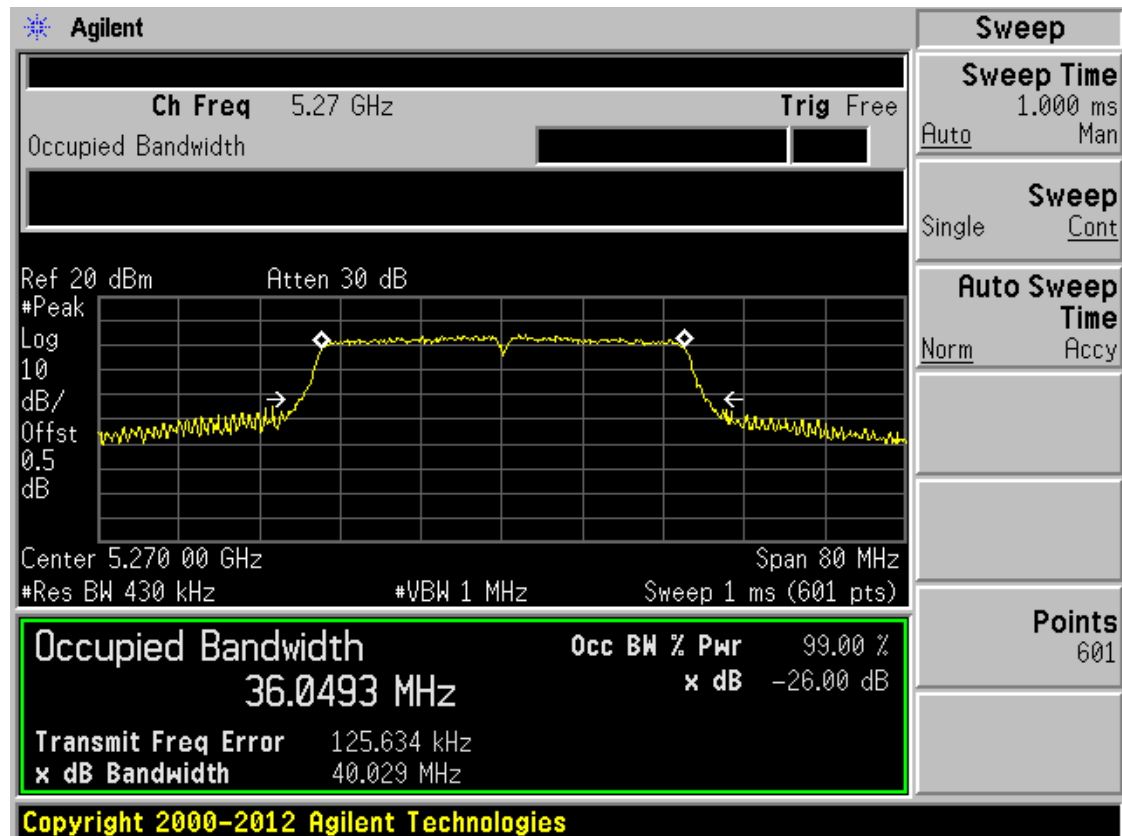 Agilent
Ch Freq 5.27 GHz Trig Free
Occupied Bandwidth
Ref 20 dBm Atten 30 dB
#Peak
Log
10
dB/
Offst
0.5
dB
Center 5.270 00 GHz Span 80 MHz
#Res BW 430 kHz #VBW 1 MHz Sweep 1 ms (601 pts)
Occupied Bandwidth
36.0493 MHz
Occ BW % Pwr 99.00 %
x dB -26.00 dB
Transmit Freq Error 125.634 kHz
x dB Bandwidth 40.029 MHz
Copyright 2000-2012 Agilent Technologies
Sweep
Sweep Time
1.000 ms
Auto Man
Sweep
Single Cont
Auto Sweep
Time
Norm Accy
Points
601